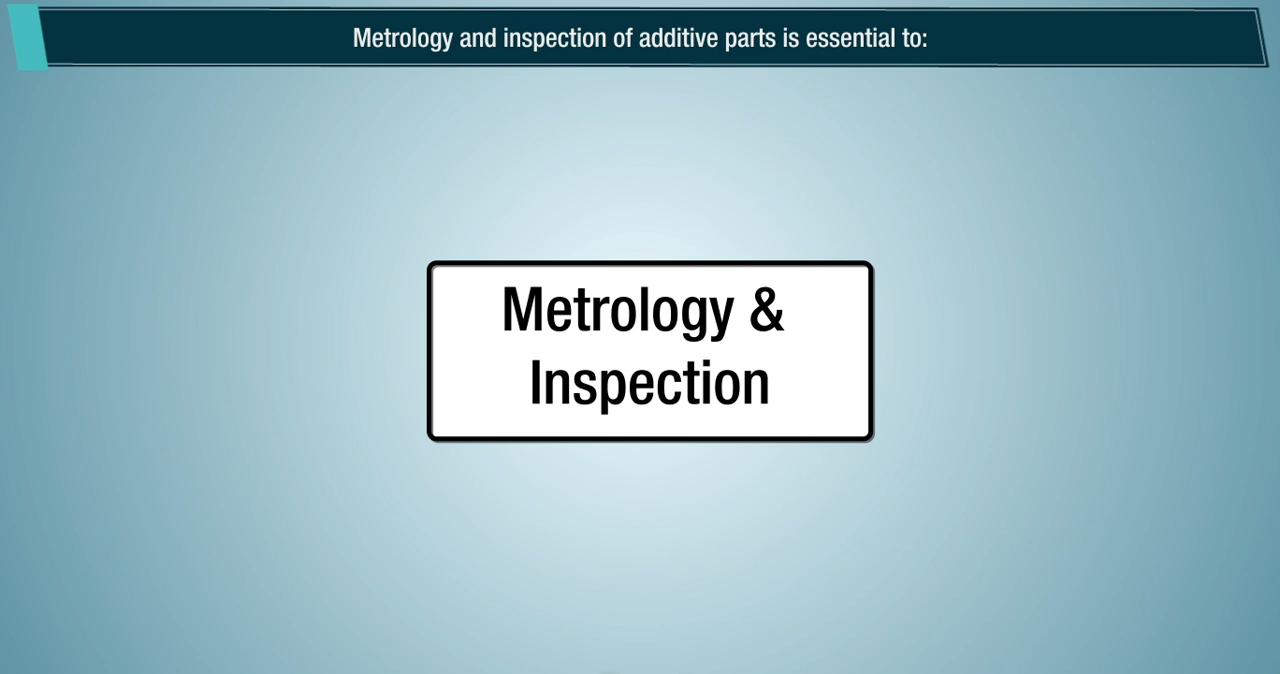 Metrology and inspection of additive parts is essential to:
Metrology &
Inspection